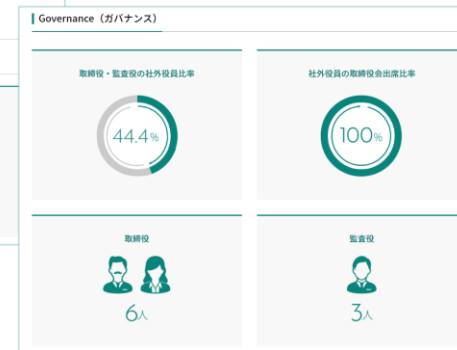 Governance（ガバナンス）
取締役・監査役の社外役員比率
社外役員の取締役会出席比率
44.4%
100%
取締役
監査役
6人
3人